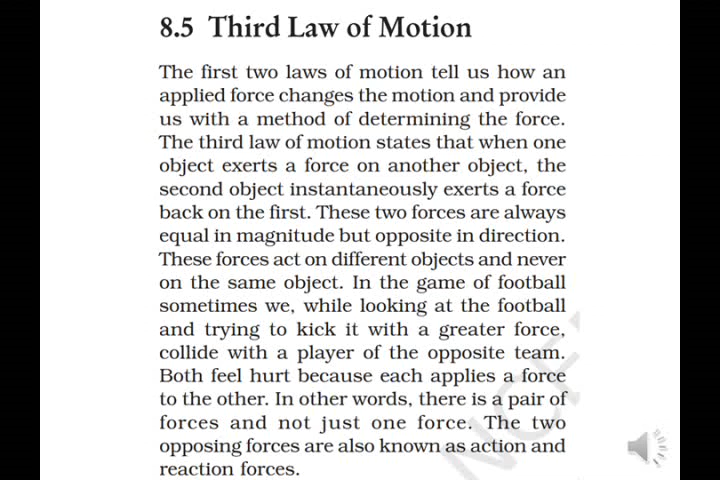 8.5 Third Law of Motion
The first two laws of motion tell us how an
applied force changes the motion and provide
us with a method of determining the force.
The third law of motion states that when one
object exerts a force on another object, the
second object instantaneously exerts a force
back on the first. These two forces are always
equal in magnitude but opposite in direction.
These forces act on different objects and never
on the same object. In the game of football
sometimes we, while looking at the football
and trying to kick it with a greater force,
collide with a player of the opposite team.
Both feel hurt because each applies a force
to the other. In other words, there is a pair of
forces and not just one force. The two
opposing forces are also known as action and
reaction forces.